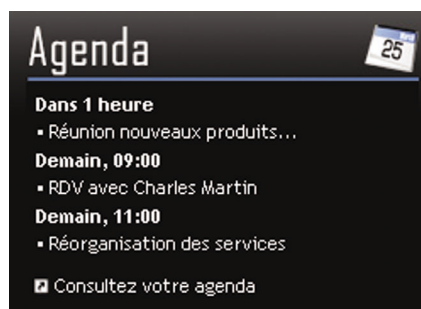 Agenda
25
Dans 1 heure
▪ Réunion nouveaux produits...
Demain, 09:00
▪ RDV avec Charles Martin
Demain, 11:00
▪ Réorganisation des services
Consultez votre agenda